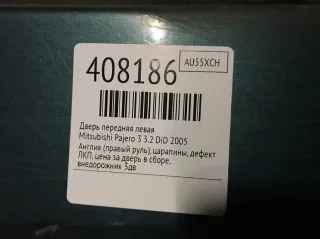 408186
AU55XCH
Дверь передняя левая
Mitsubishi Pajero 3 3.2 DiD 2005
Англия (правый руль), царапины, дефект
ЛКП, цена за дверь в сборе,
внедорожник 3дв